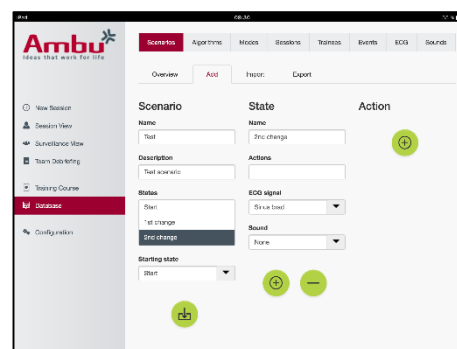 iPad 08.30
Ambu
Ideas that work for life
Scenarios Algorithms Modes Sessions Trainees Events ECG Sounds
Overview Add Import Export
New Session
Session View
Surveillance View
Team Debriefing
Training Course
Database
Configuration
Scenario
Name
Test
Description
Test scenario
States
Start
1st change
2nd change
Starting state
Start
State
Name
2nd change
Actions
ECG signal
Sinus brad
Sound
None
Action